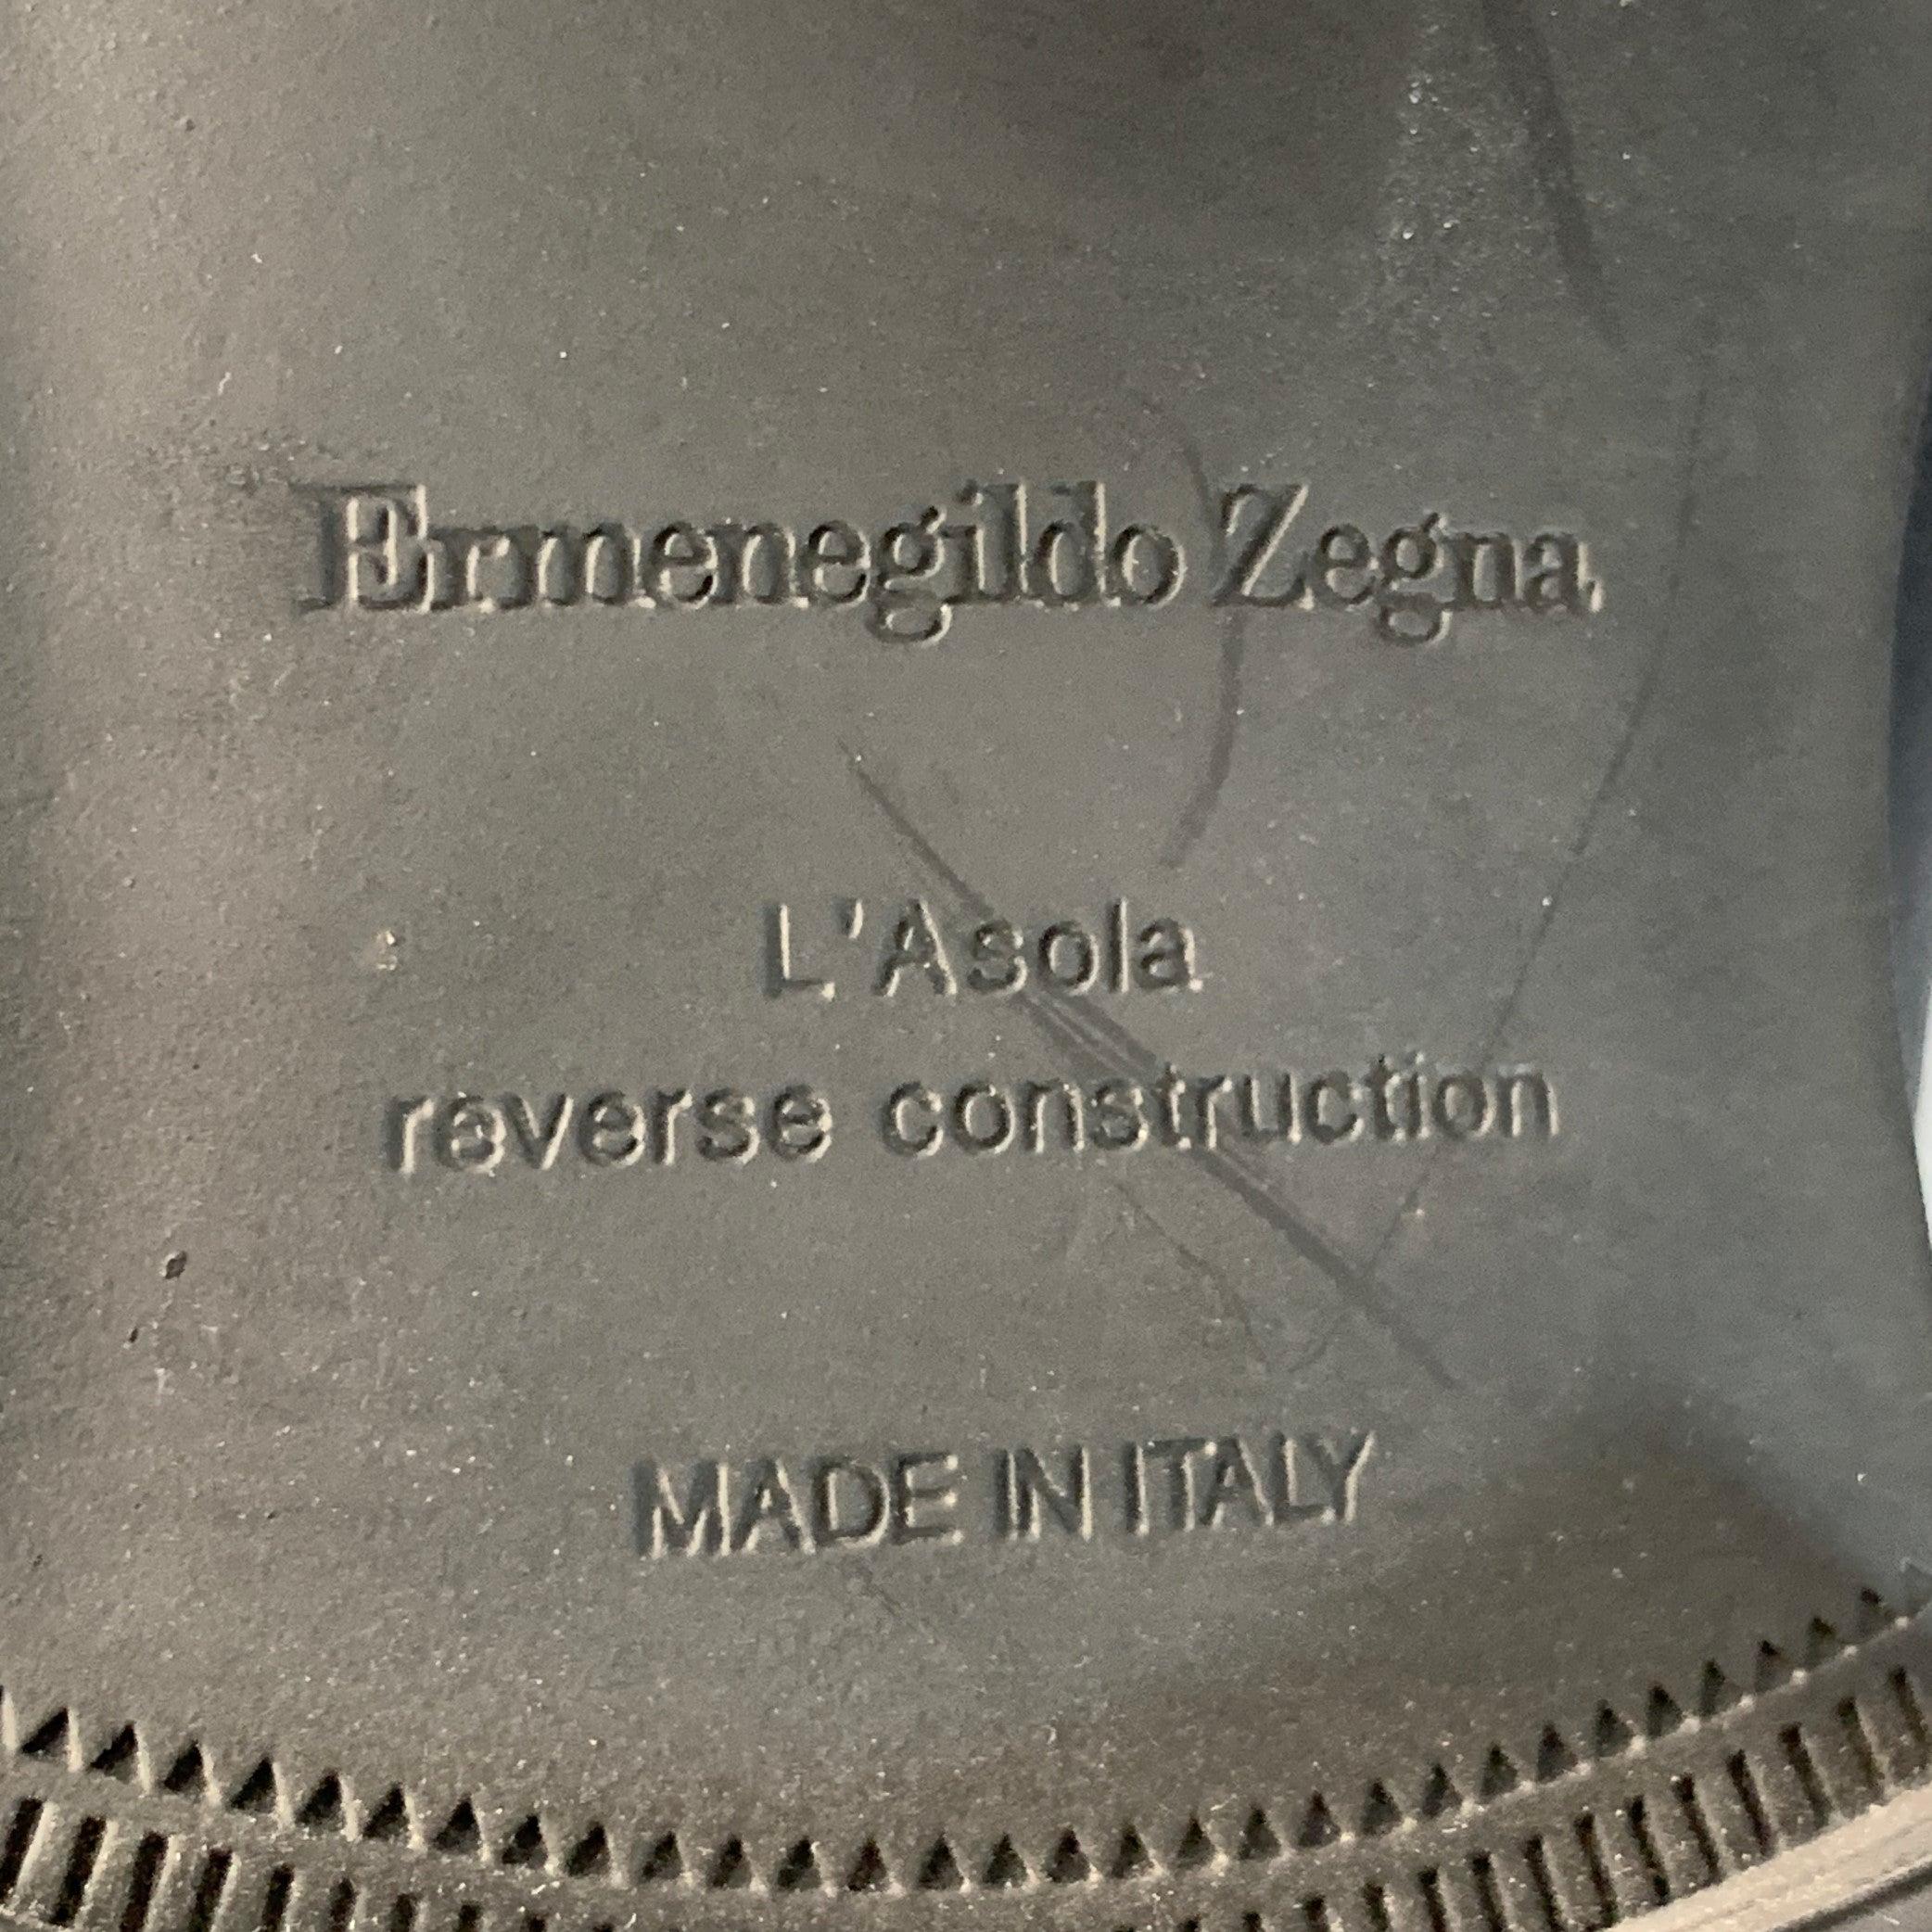 Ermenegildo Zegna
L'Asola
reverse construction
MADE IN ITALY